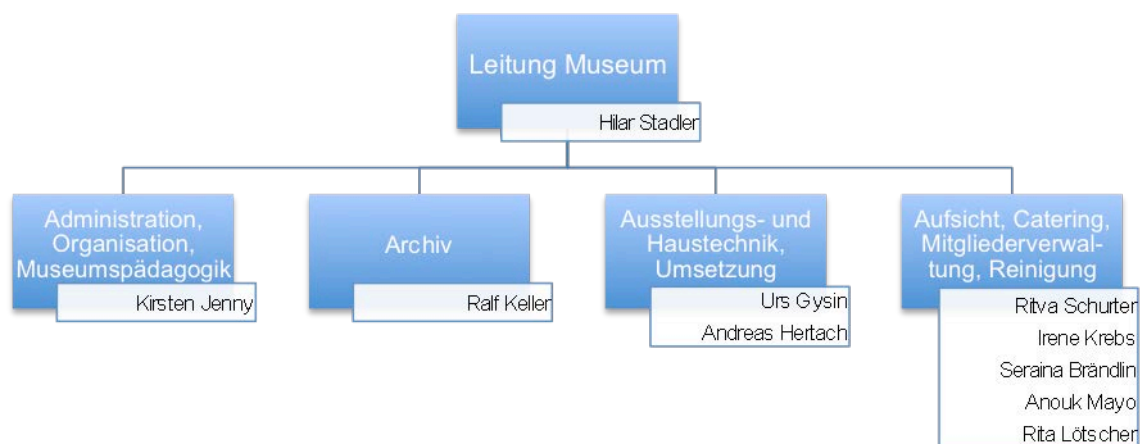 Leitung Museum
Hilar Stadler
Administration,
Organisation,
Museumspädagogik
Kirsten Jenny
Archiv
Ralf Keller
Ausstellungs- und
Haustechnik,
Umsetzung
Urs Gysin
Andreas Hertach
Aufsicht, Catering,
Mitgliederverwal-
tung, Reinigung
Ritva Schurter
Irene Krebs
Seraina Brändlin
Anouk Mayo
Rita Lötscher